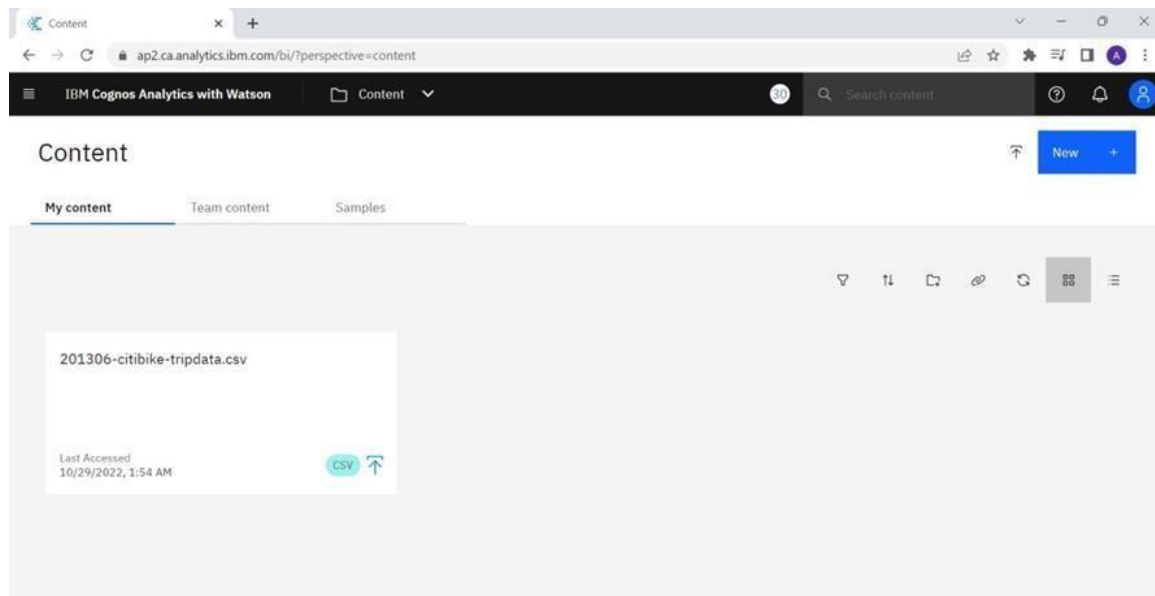 Content
ap2.ca.analytics.ibm.com/bi/?perspective=content
A
IBM Cognos Analytics with Watson
Content
30
Search content
Content
New +
My content
Team content
Samples
201306-citibike-tripdata.csv
Last Accessed
10/29/2022, 1:54 AM
CSV